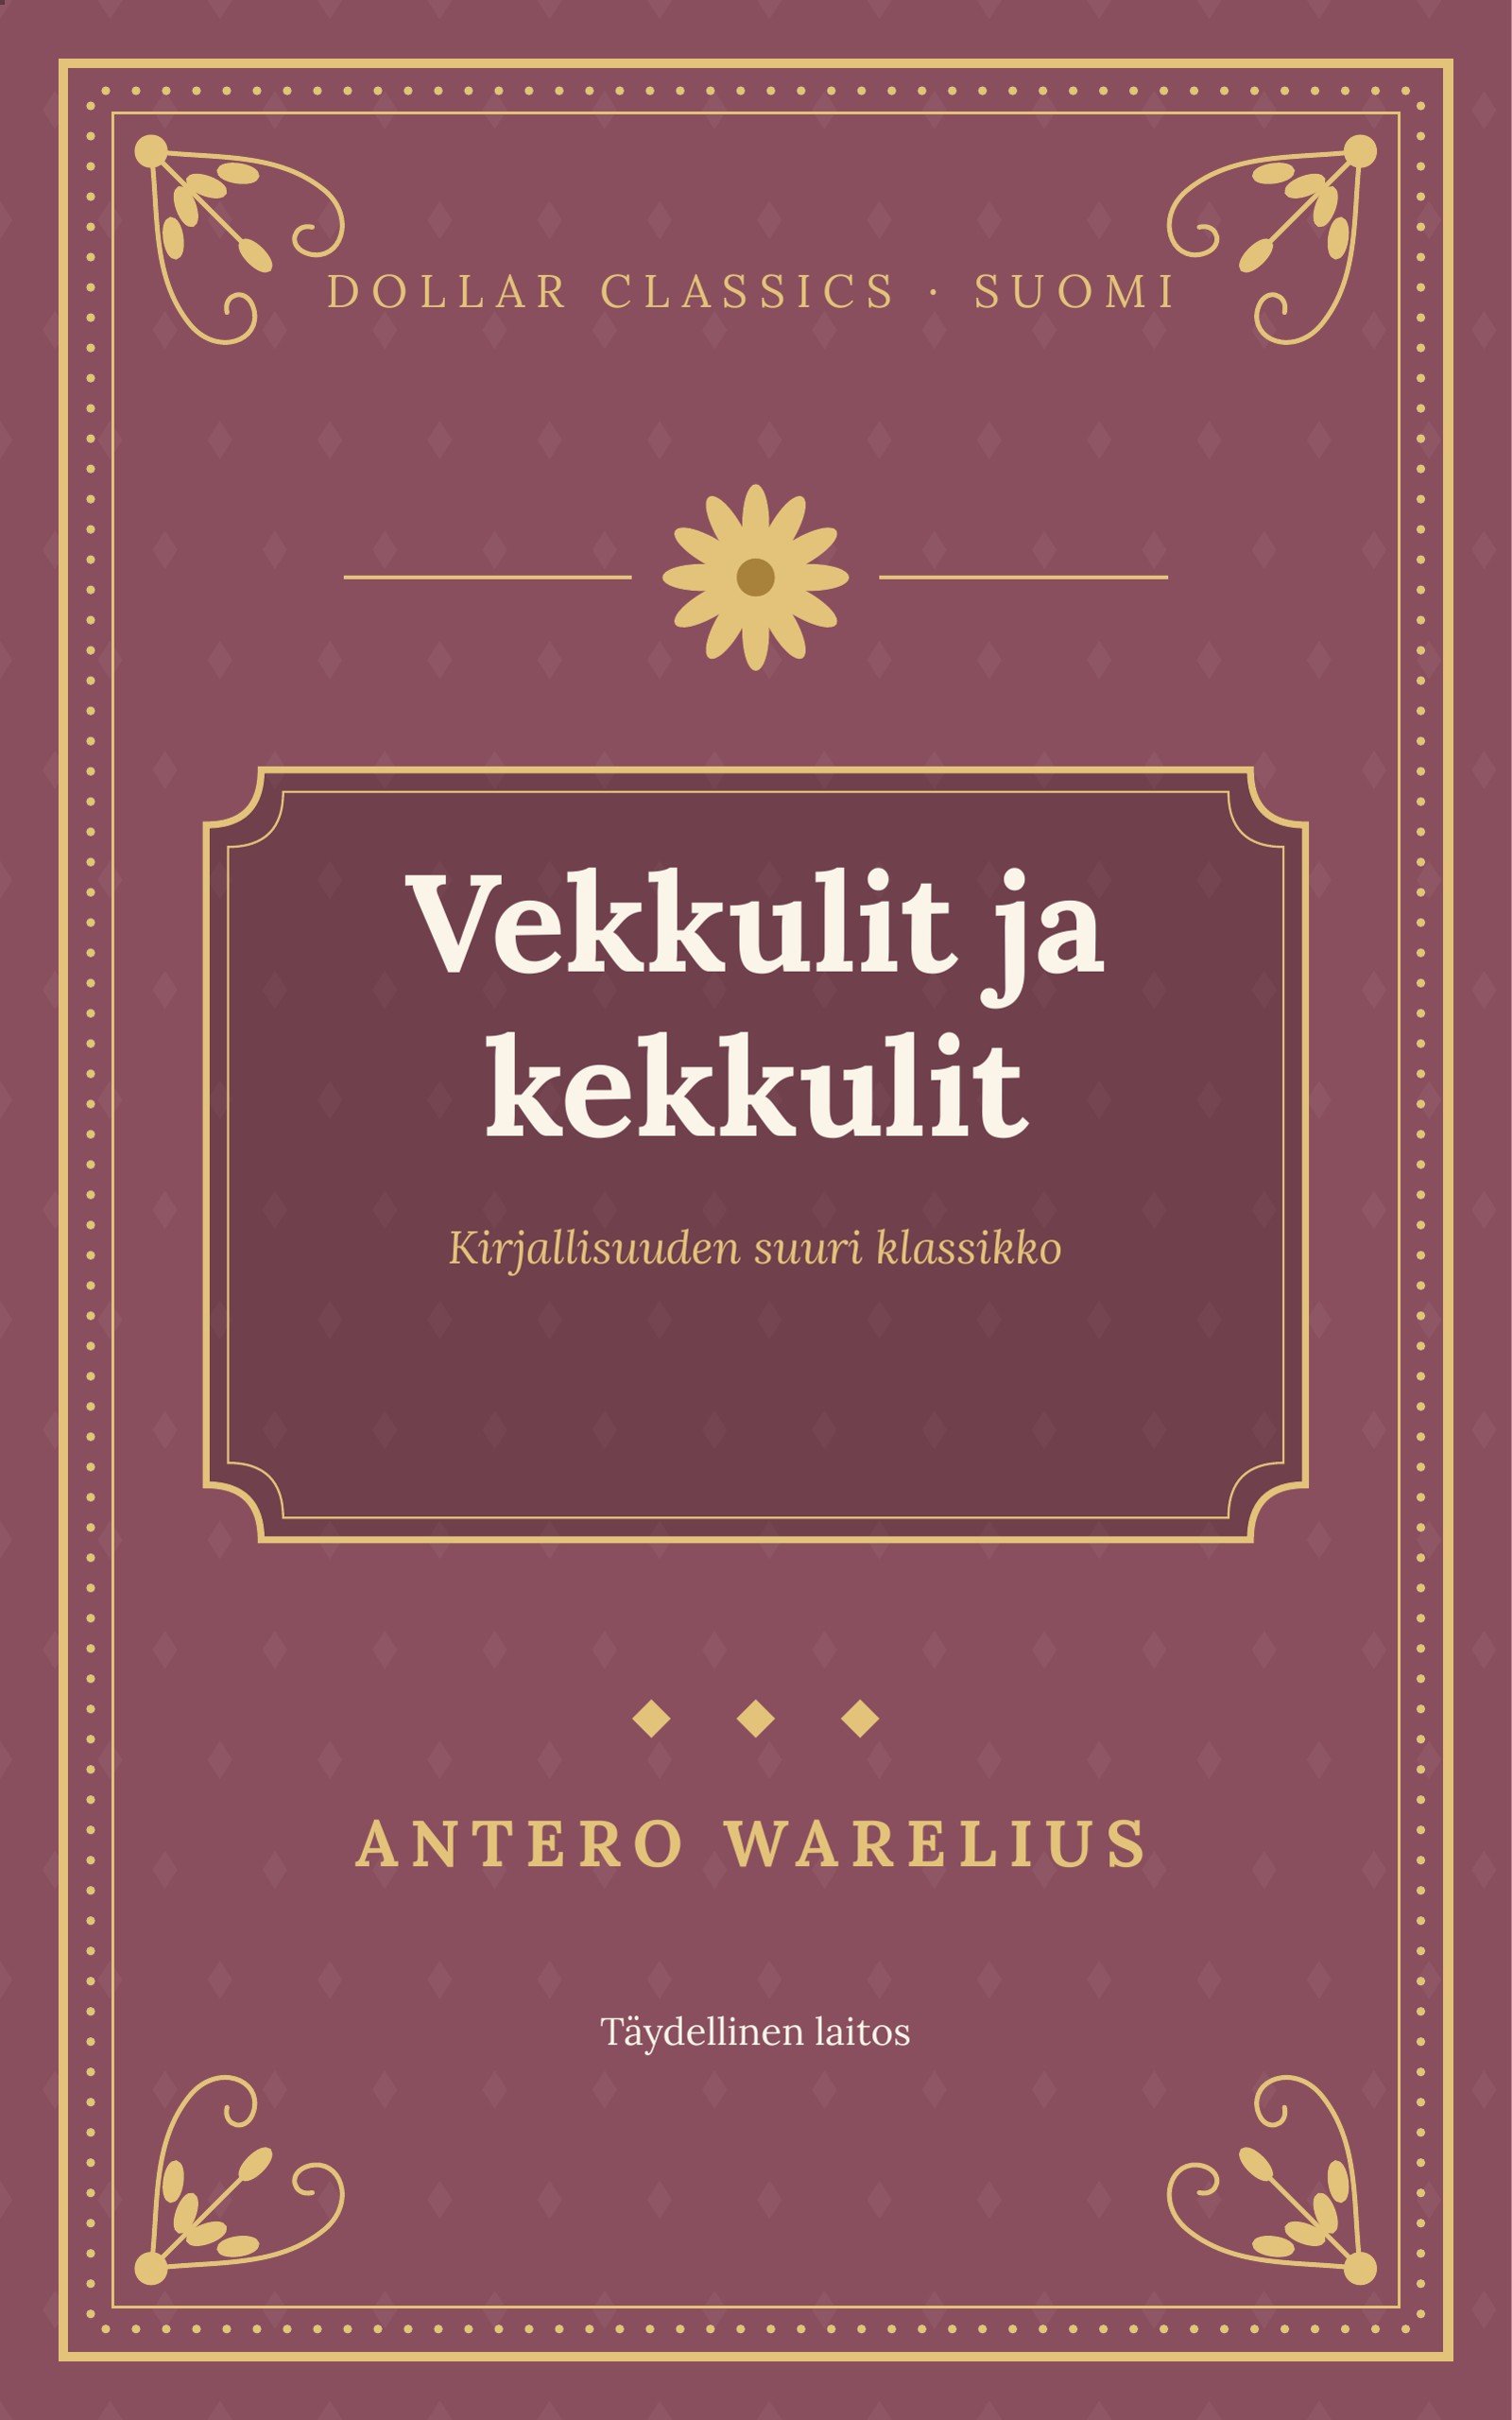 DOLLAR CLASSICS · SUOMI
Vekkulit ja
kekkulit
Kirjallisuuden suuri klassikko
ANTERO WARELIUS
Täydellinen laitos